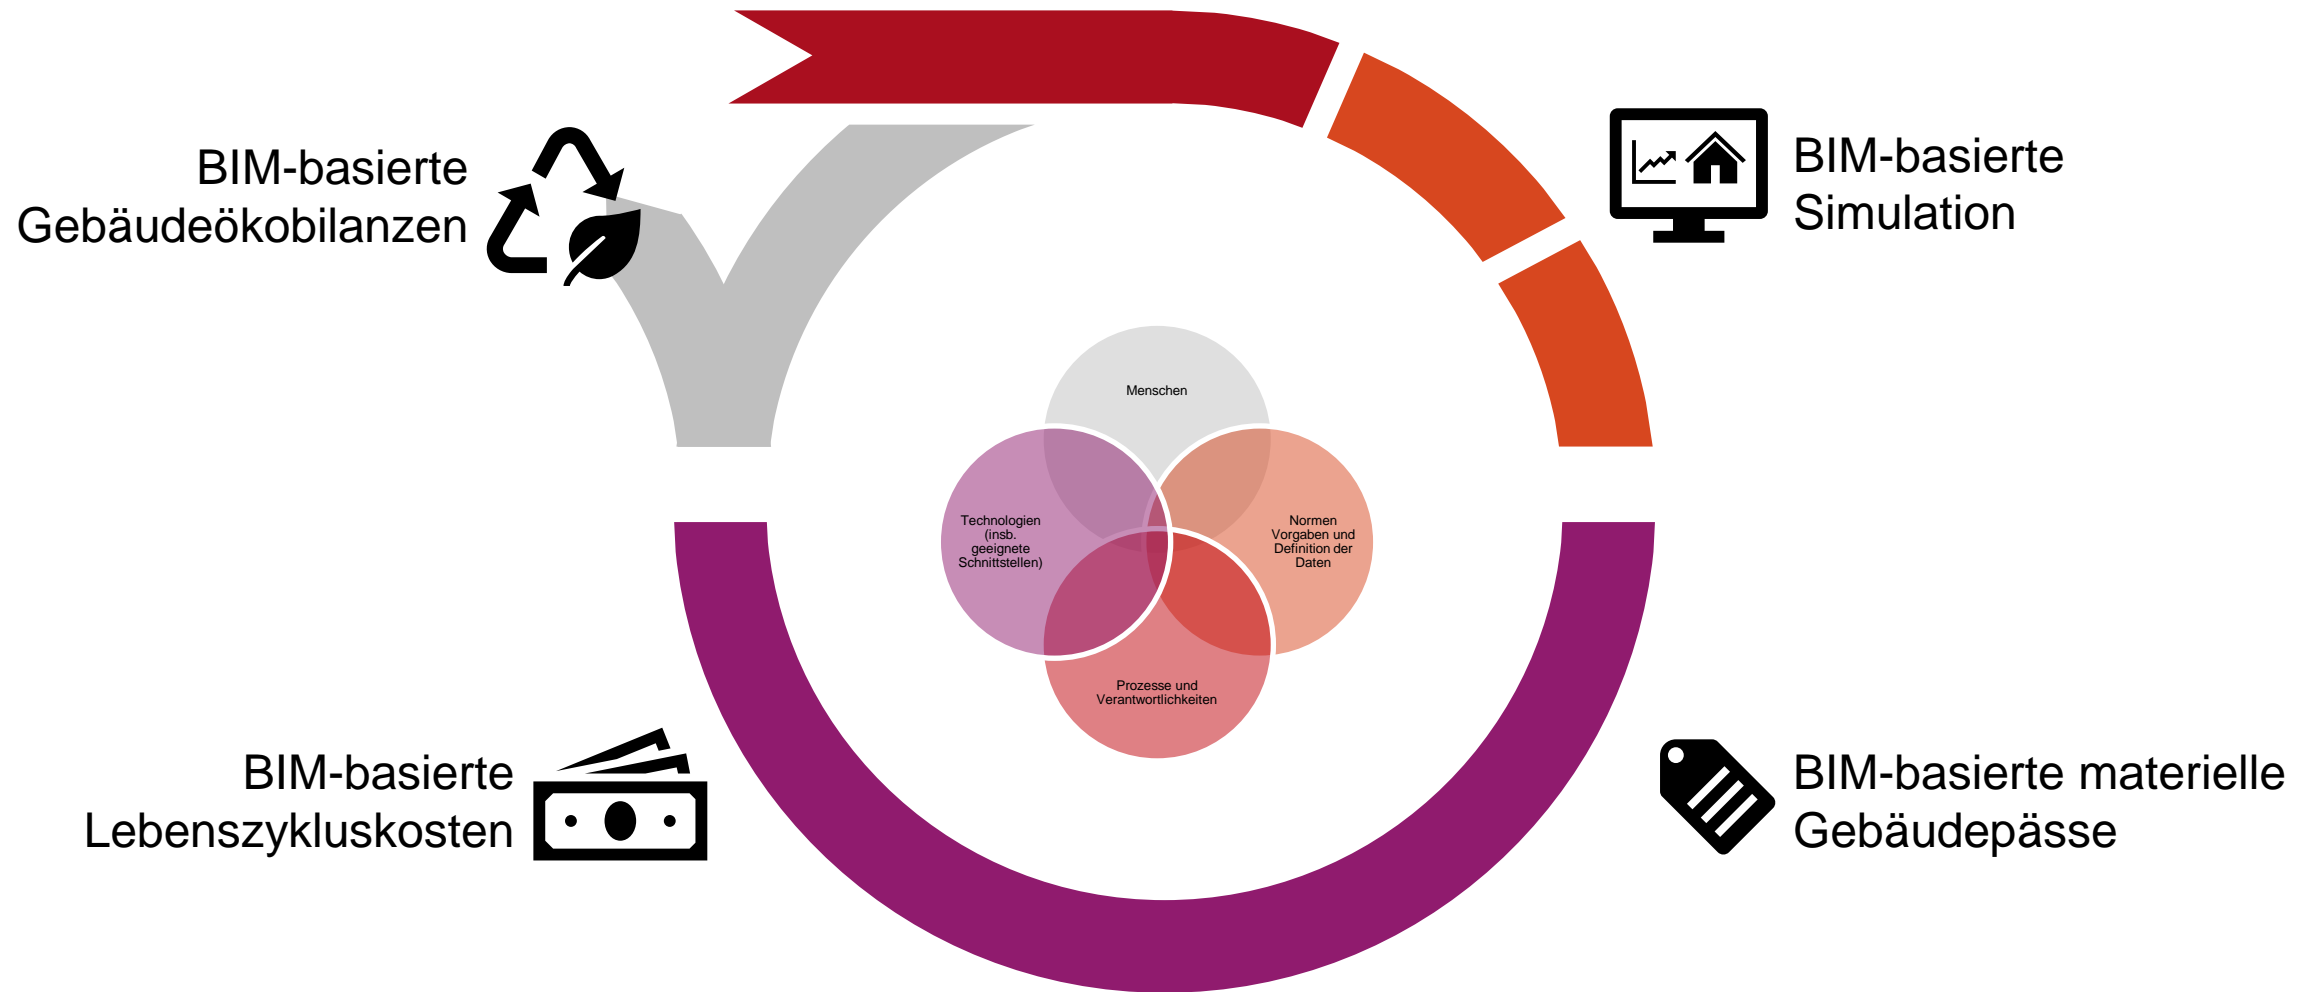 BIM-basierte
Gebäudeökobilanzen
BIM-basierte
Simulation
Menschen
Technologien
(insb.
geeignete
Schnittstellen)
Normen
Vorgaben und
Definition der
Daten
Prozesse und
Verantwortlichkeiten
BIM-basierte
Lebenszykluskosten
BIM-basierte materielle
Gebäudepässe